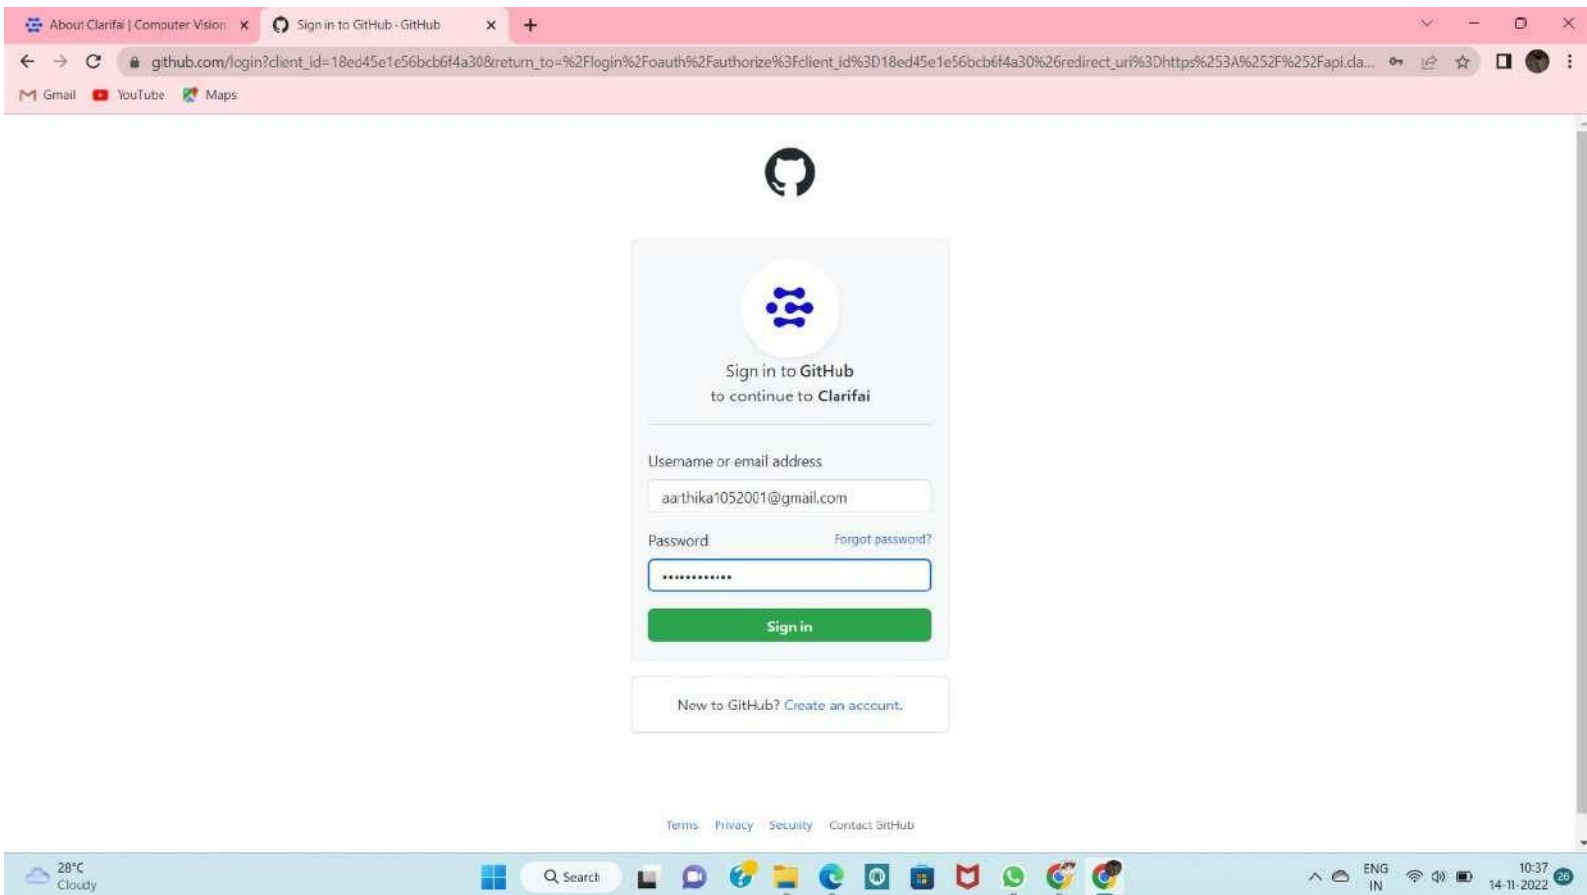 About Clarifai | Computer Vision
Sign in to GitHub · GitHub
github.com/login?client_id=18ed45e1e56bcb6f4a30&return_to=%2Flogin%2Foauth%2Fauthorize%3Fclient_id%3D18ed45e1e56bcb6f4a30%26redirect_uri%3Dhttps%253A%252F%252Fapi.cla...
Gmail YouTube Maps
Sign in to GitHub
to continue to Clarifai
Username or email address
aarthika1052001@gmail.com
Password Forgot password?
••••••••••••
Sign in
New to GitHub? Create an account.
Terms Privacy Security Contact GitHub
28°C
Cloudy
Search
ENG
IN
10:37
14-11-2022
26